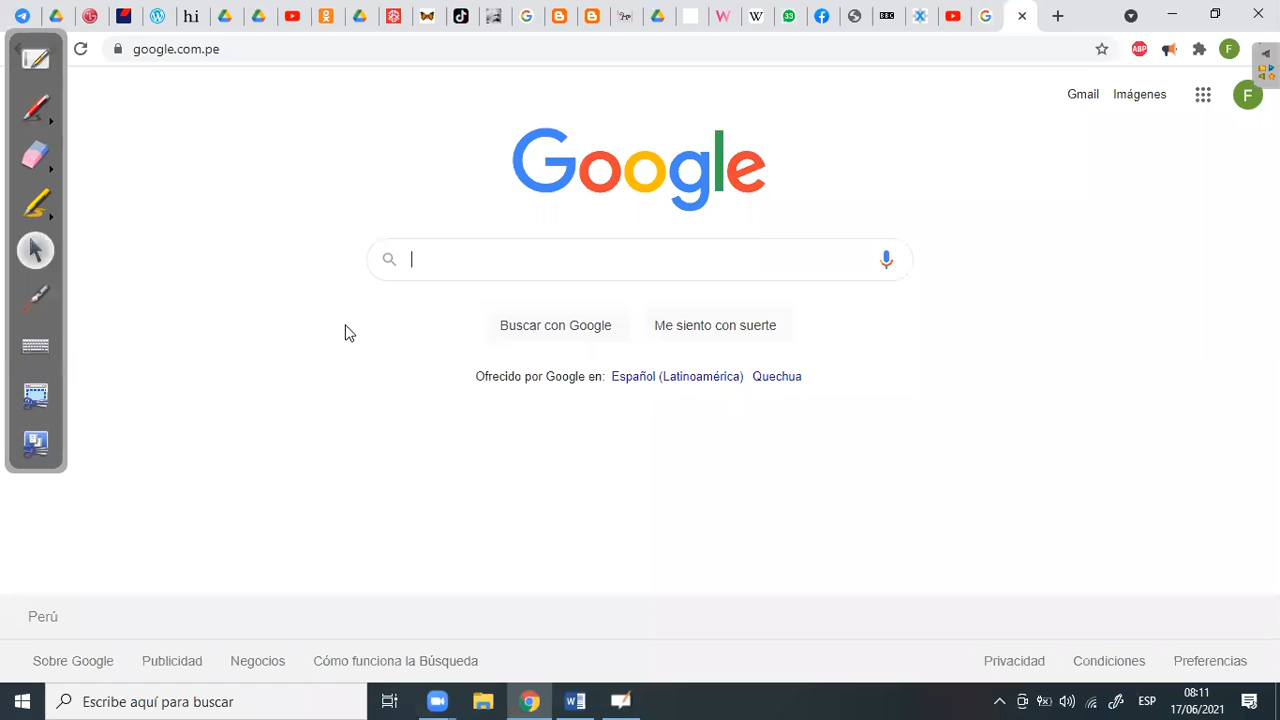 google.com.pe
ABP
F
Gmail
Imágenes
F
Google
Buscar con Google
Me siento con suerte
Ofrecido por Google en: Español (Latinoamérica) Quechua
Perú
Sobre Google
Publicidad
Negocios
Cómo funciona la Búsqueda
Privacidad
Condiciones
Preferencias
Escribe aquí para buscar
ESP
08:11
17/06/2021